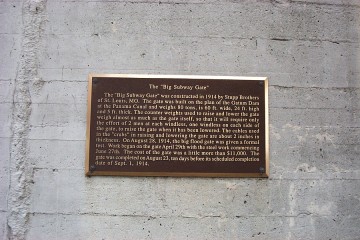 The "Big Subway Gate"
The "Big Subway Gate" was constructed in 1914 by Stupp Brothers
of St. Louis, MO. The gate was built on the plan of the Gatum Dam
at the Panama Canal and weighs 80 tons, is 60 ft. wide, 24 ft. high
and 5 ft. thick. The counter weights used to raise and lower the gate
weigh almost as much as the gate itself, so that it will require only
the effort of 2 men at each windlass, one windlass on each side of
the gate, to raise the gate when it has been lowered. The cables used
in the "crabs" in raising and lowering the gate are about 2 inches in
thickness. On August 28, 1914, the big flood gate was given a formal
test. Work began on the gate April 29th with the steel work commencing
June 27th. The cost of the gate was a little more than $11,000. The
gate was completed on August 23, ten days before its scheduled completion
date of Sept. 1, 1914.